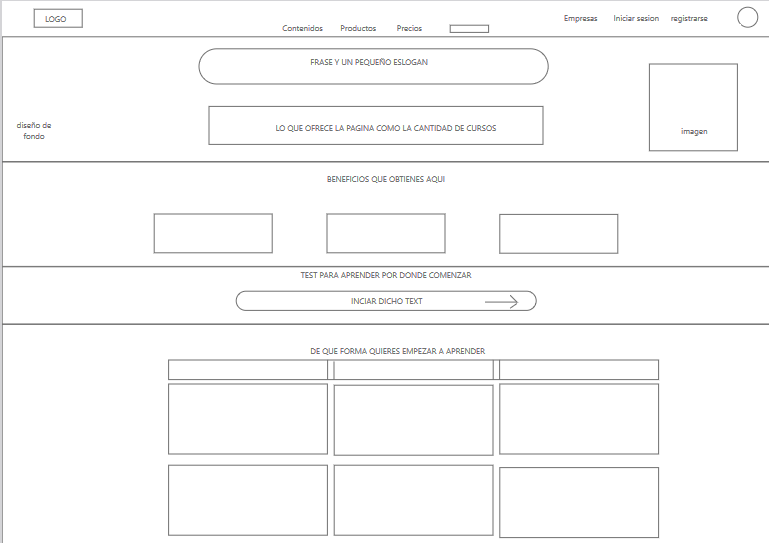 LOGO
Contenidos Productos Precios
Empresas Iniciar sesion registrarse
FRASE Y UN PEQUEÑO ESLOGAN
LO QUE OFRECE LA PAGINA COMO LA CANTIDAD DE CURSOS
diseño de
fondo
imagen
BENEFICIOS QUE OBTIENES AQUI
TEST PARA APRENDER POR DONDE COMENZAR
INCIAR DICHO TEXT
DE QUE FORMA QUIERES EMPEZAR A APRENDER